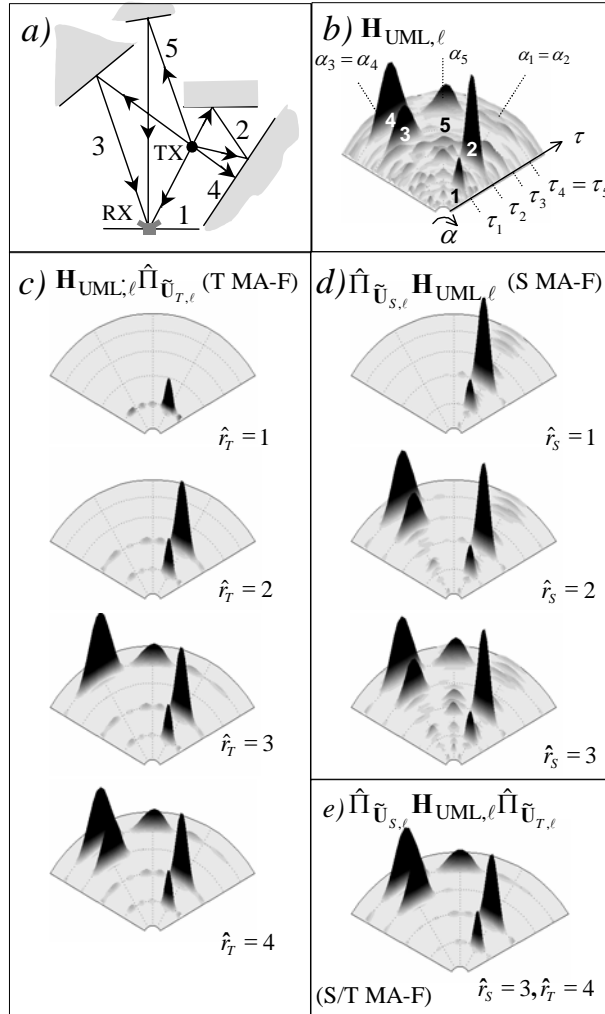 a)
5
3
TX
2
4
RX
1
b) H_UML,ℓ
α₃ = α₄
α₅
α₁ = α₂
4
3
5
2
1
τ
τ₄ = τ₅
τ₃
τ₂
τ₁
α
c) H_UML,ℓ Π̂_Ũ_T,ℓ (T MA-F)
r̂_T = 1
r̂_T = 2
r̂_T = 3
r̂_T = 4
d) Π̂_Ũ_S,ℓ H_UML,ℓ (S MA-F)
r̂_S = 1
r̂_S = 2
r̂_S = 3
e) Π̂_Ũ_S,ℓ H_UML,ℓ Π̂_Ũ_T,ℓ
(S/T MA-F)
r̂_S = 3, r̂_T = 4